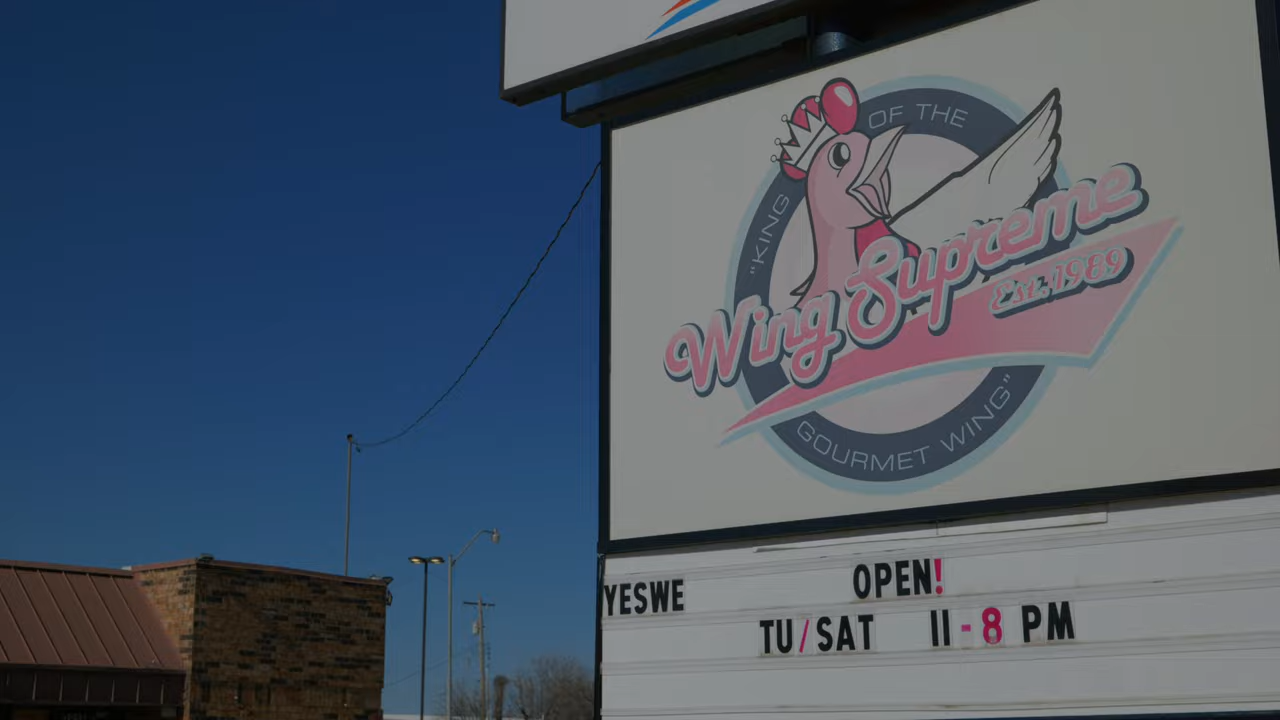 "KING OF THE
Wing Supreme
Est. 1989
GOURMET WING"
YESWE OPEN!
TU/SAT 11-8 PM